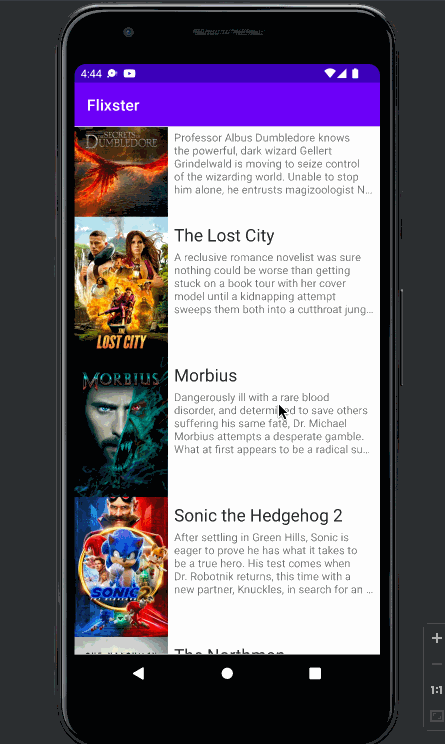 4:44
Flixster
SECRETS
DUMBLEDORE
Professor Albus Dumbledore knows
the powerful, dark wizard Gellert
Grindelwald is moving to seize control
of the wizarding world. Unable to stop
him alone, he entrusts magizoologist N...
The Lost City
A reclusive romance novelist was sure
nothing could be worse than getting
stuck on a book tour with her cover
model until a kidnapping attempt
sweeps them both into a cutthroat jung...
THE
LOST CITY
MORBIUS
Morbius
Dangerously ill with a rare blood
disorder, and determined to save others
suffering his same fate, Dr. Michael
Morbius attempts a desperate gamble.
What at first appears to be a radical su...
Sonic the Hedgehog 2
After settling in Green Hills, Sonic is
eager to prove he has what it takes to
be a true hero. His test comes when
Dr. Robotnik returns, this time with a
new partner, Knuckles, in search for an ...
SONIC 2
The Northman
1:1